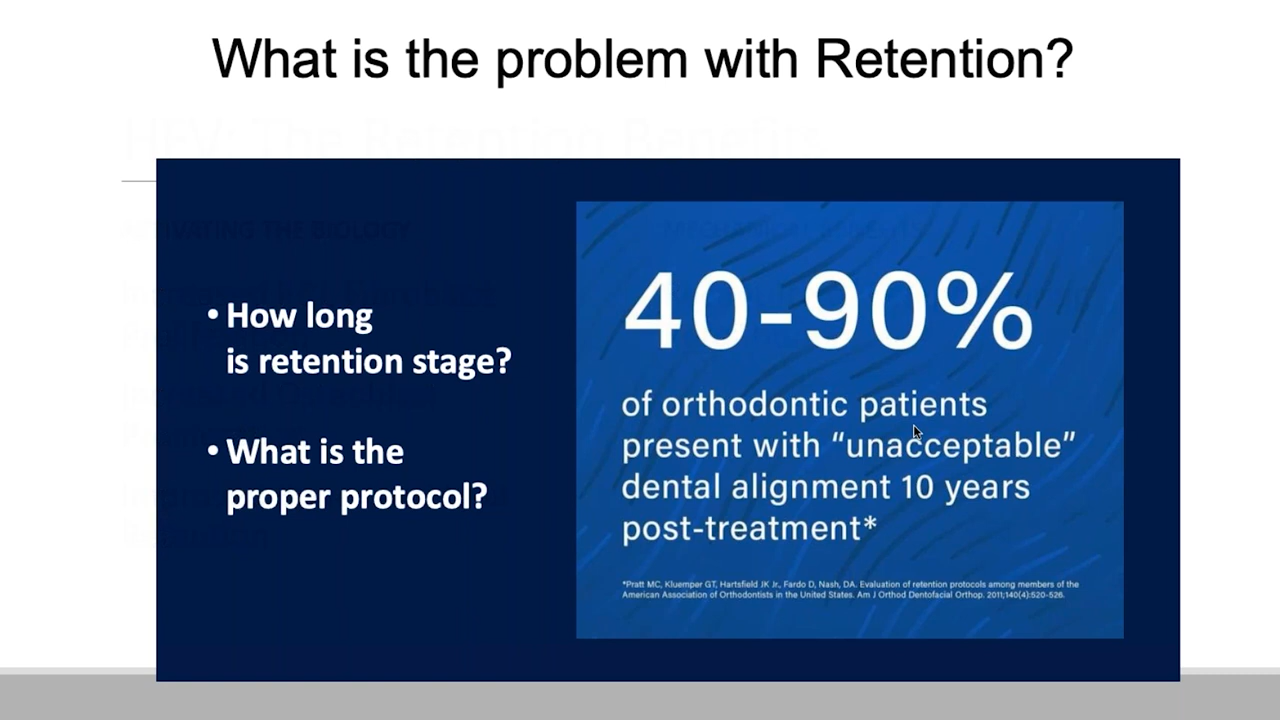 What is the problem with Retention?
• How long
is retention stage?
• What is the
proper protocol?
40-90%
of orthodontic patients
present with “unacceptable”
dental alignment 10 years
post-treatment*
*Pratt MC, Kluemper GT, Hartsfield JK Jr., Fardo D, Nash, DA. Evaluation of retention protocols among members of the
American Association of Orthodontists in the United States. Am J Orthod Dentofacial Orthop. 2011;140(4):520-526.